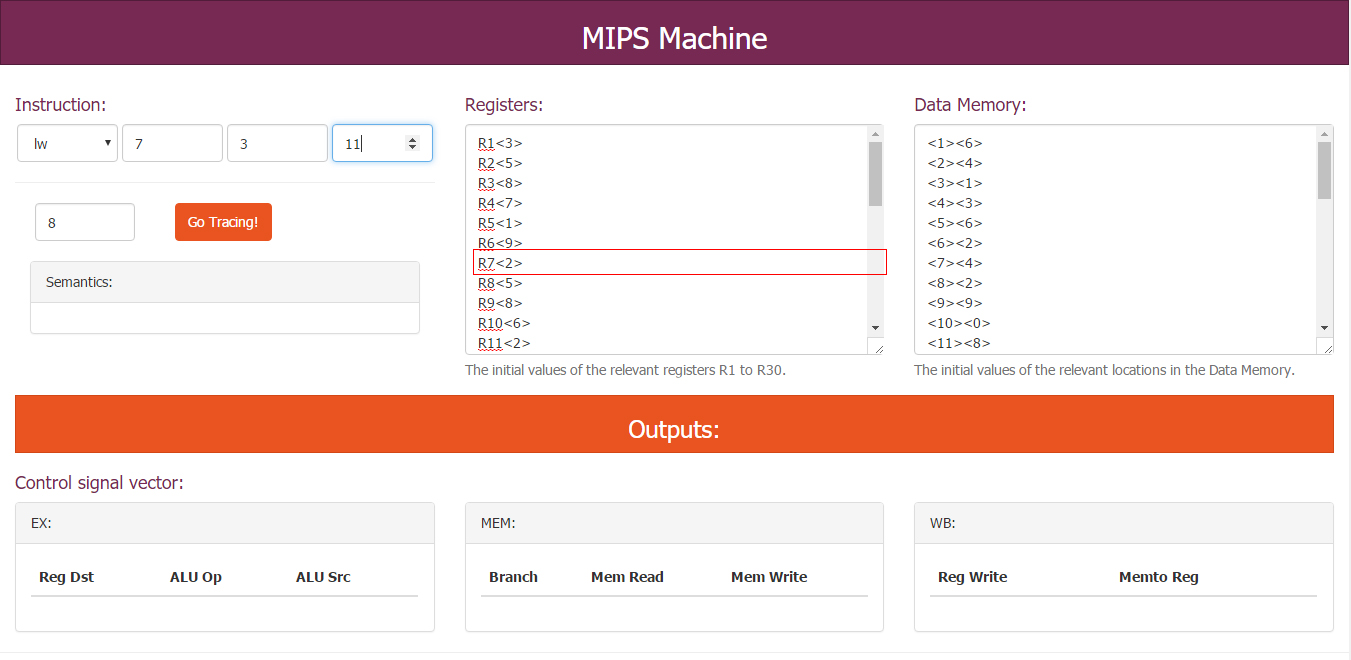 MIPS Machine
Instruction:
lw 7 3 11
8 Go Tracing!
Semantics:
Registers:
R1<3>
R2<5>
R3<8>
R4<7>
R5<1>
R6<9>
R7<2>
R8<5>
R9<8>
R10<6>
R11<2>
The initial values of the relevant registers R1 to R30.
Data Memory:
<1><6>
<2><4>
<3><1>
<4><3>
<5><6>
<6><2>
<7><4>
<8><2>
<9><9>
<10><0>
<11><8>
The initial values of the relevant locations in the Data Memory.
Outputs:
Control signal vector:
EX:
Reg Dst ALU Op ALU Src
MEM:
Branch Mem Read Mem Write
WB:
Reg Write Memto Reg